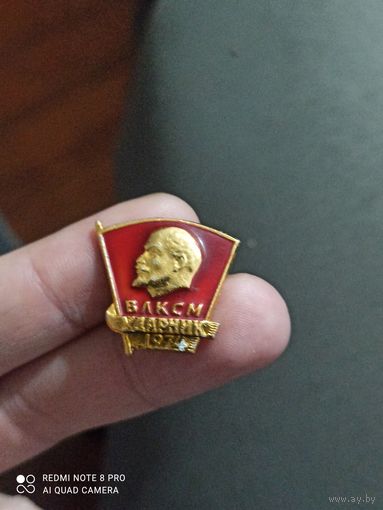 ВЛКСМ
УДАРНИК
REDMI NOTE 8 PRO
AI QUAD CAMERA
www.ay.by